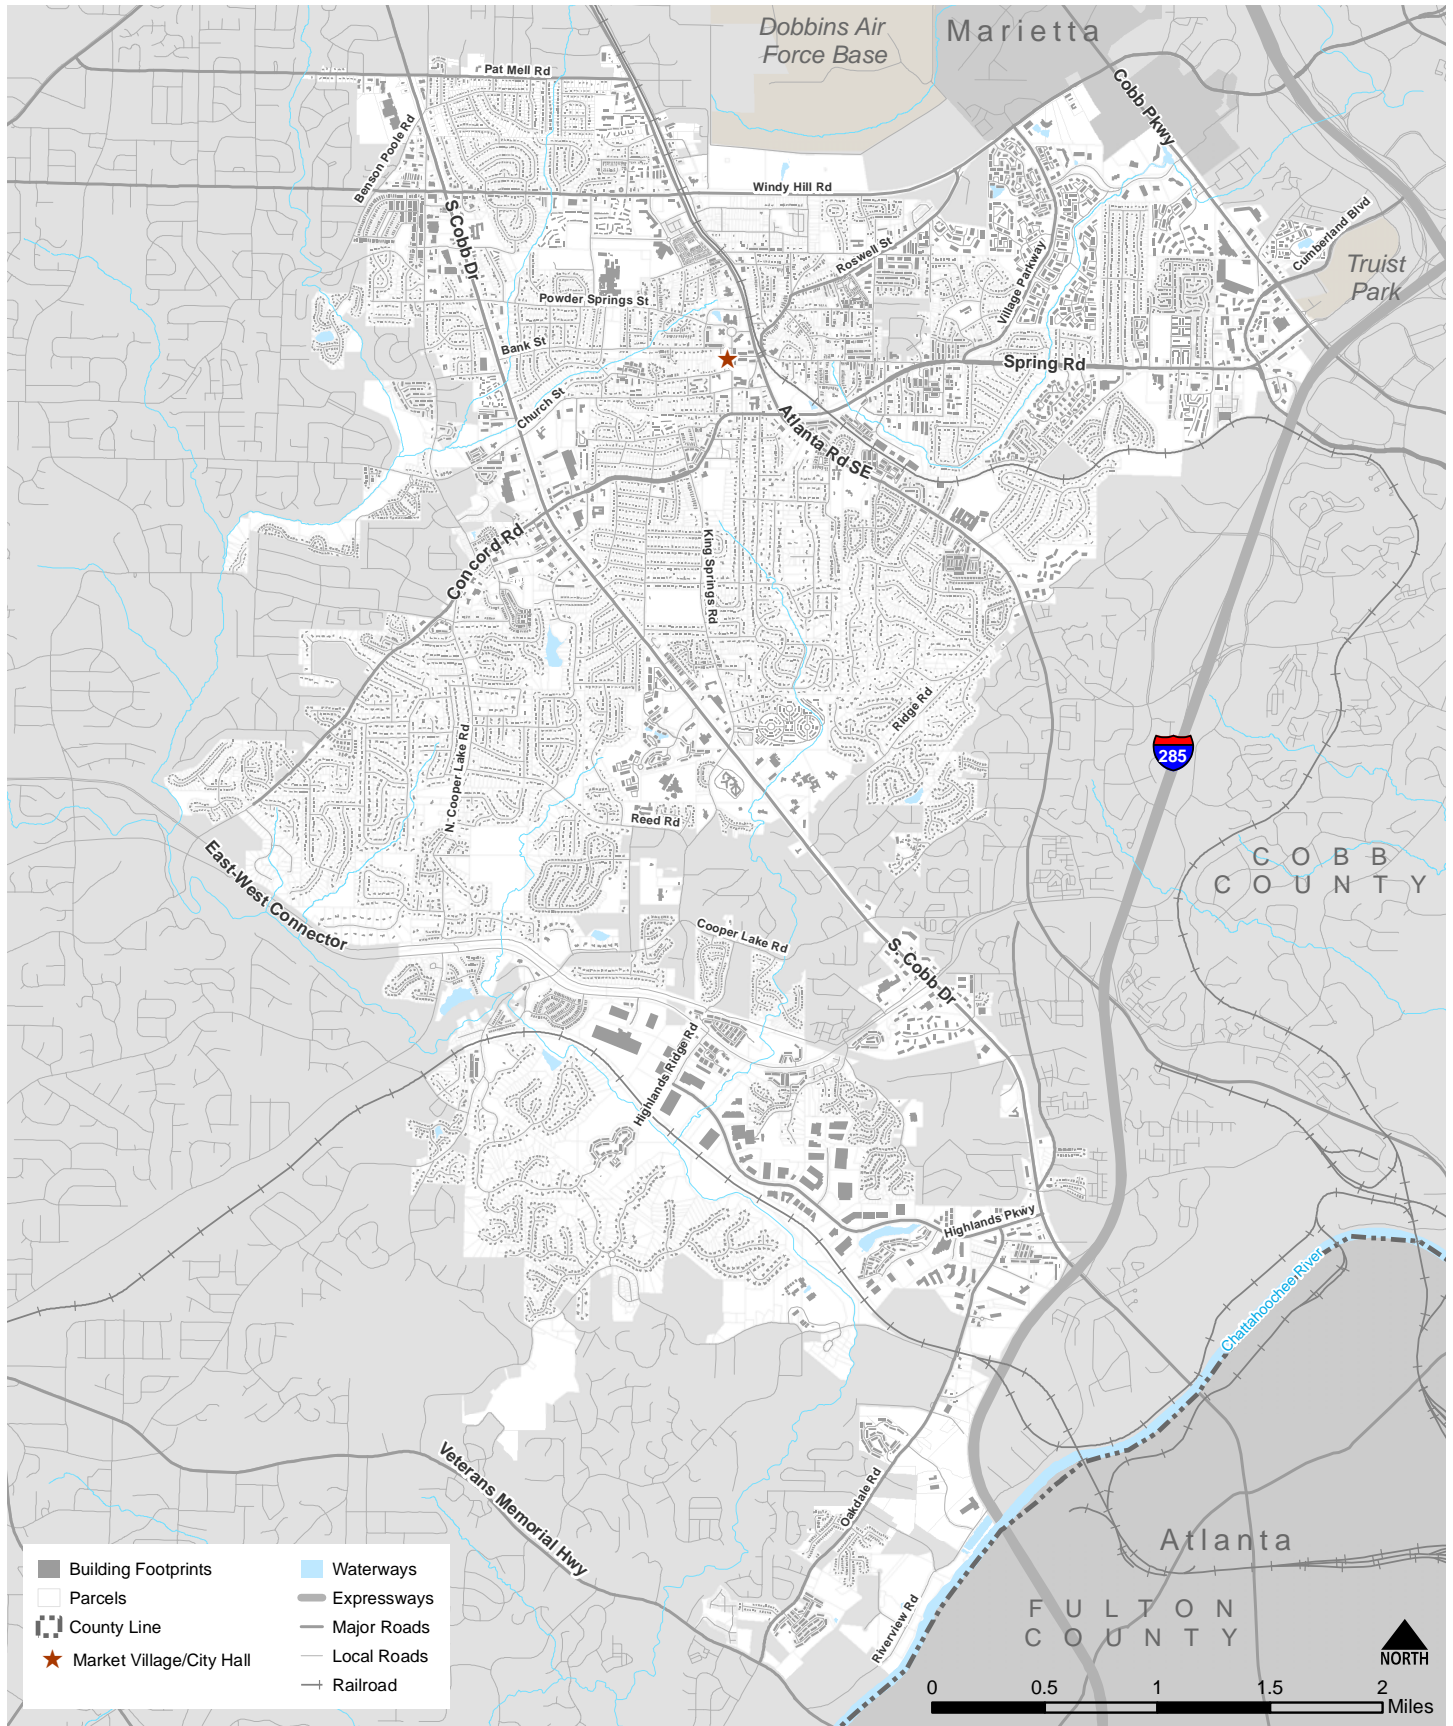 Dobbins Air
Force Base
Marietta
Pat Mell Rd
Cobb Pkwy
Benson Poole Rd
Windy Hill Rd
S Cobb Dr
Roswell St
Cumberland Blvd
Village Parkway
Truist
Park
Powder Springs St
Bank St
Spring Rd
Church St
Atlanta Rd SE
Concord Rd
King Springs Rd
Ridge Rd
N. Cooper Lake Rd
285
Reed Rd
COBB
COUNTY
East-West Connector
Cooper Lake Rd
S. Cobb Dr
Highlands Ridge Rd
Highlands Pkwy
Chattahoochee River
Veterans Memorial Hwy
Oakdale Rd
Atlanta
Riverview Rd
FULTON
COUNTY
Building Footprints
Parcels
County Line
Market Village/City Hall
Waterways
Expressways
Major Roads
Local Roads
Railroad
NORTH
0 0.5 1 1.5 2
Miles